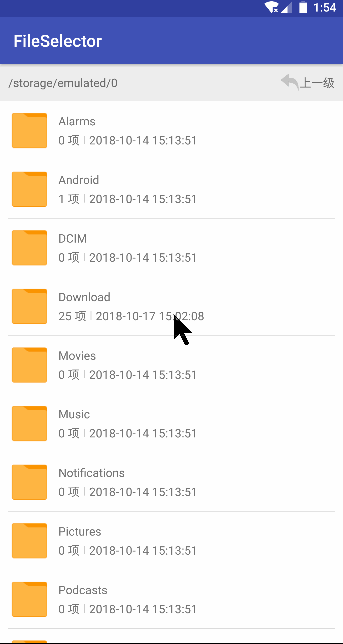 1:54
FileSelector
/storage/emulated/0 上一级
Alarms
0 项 | 2018-10-14 15:13:51
Android
1 项 | 2018-10-14 15:13:51
DCIM
0 项 | 2018-10-14 15:13:51
Download
25 项 | 2018-10-17 15:02:08
Movies
0 项 | 2018-10-14 15:13:51
Music
0 项 | 2018-10-14 15:13:51
Notifications
0 项 | 2018-10-14 15:13:51
Pictures
0 项 | 2018-10-14 15:13:51
Podcasts
0 项 | 2018-10-14 15:13:51